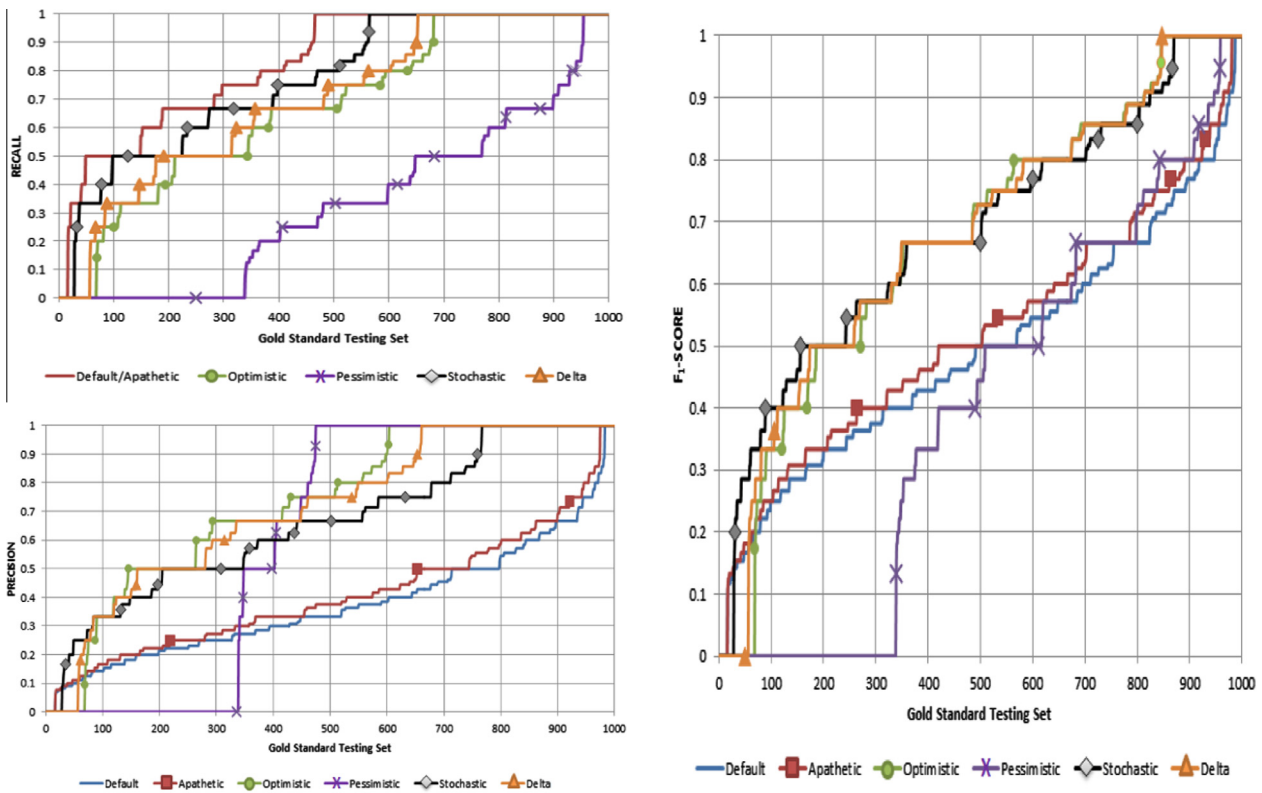 RECALL
1
0.9
0.8
0.7
0.6
0.5
0.4
0.3
0.2
0.1
0
0 100 200 300 400 500 600 700 800 900 1000
Gold Standard Testing Set
Default/Apathetic Optimistic Pessimistic Stochastic Delta
PRECISION
1
0.9
0.8
0.7
0.6
0.5
0.4
0.3
0.2
0.1
0
0 100 200 300 400 500 600 700 800 900 1000
Gold Standard Testing Set
Default Apathetic Optimistic Pessimistic Stochastic Delta
F1-SCORE
1
0.9
0.8
0.7
0.6
0.5
0.4
0.3
0.2
0.1
0
0 100 200 300 400 500 600 700 800 900 1000
Gold Standard Testing Set
Default Apathetic Optimistic Pessimistic Stochastic Delta